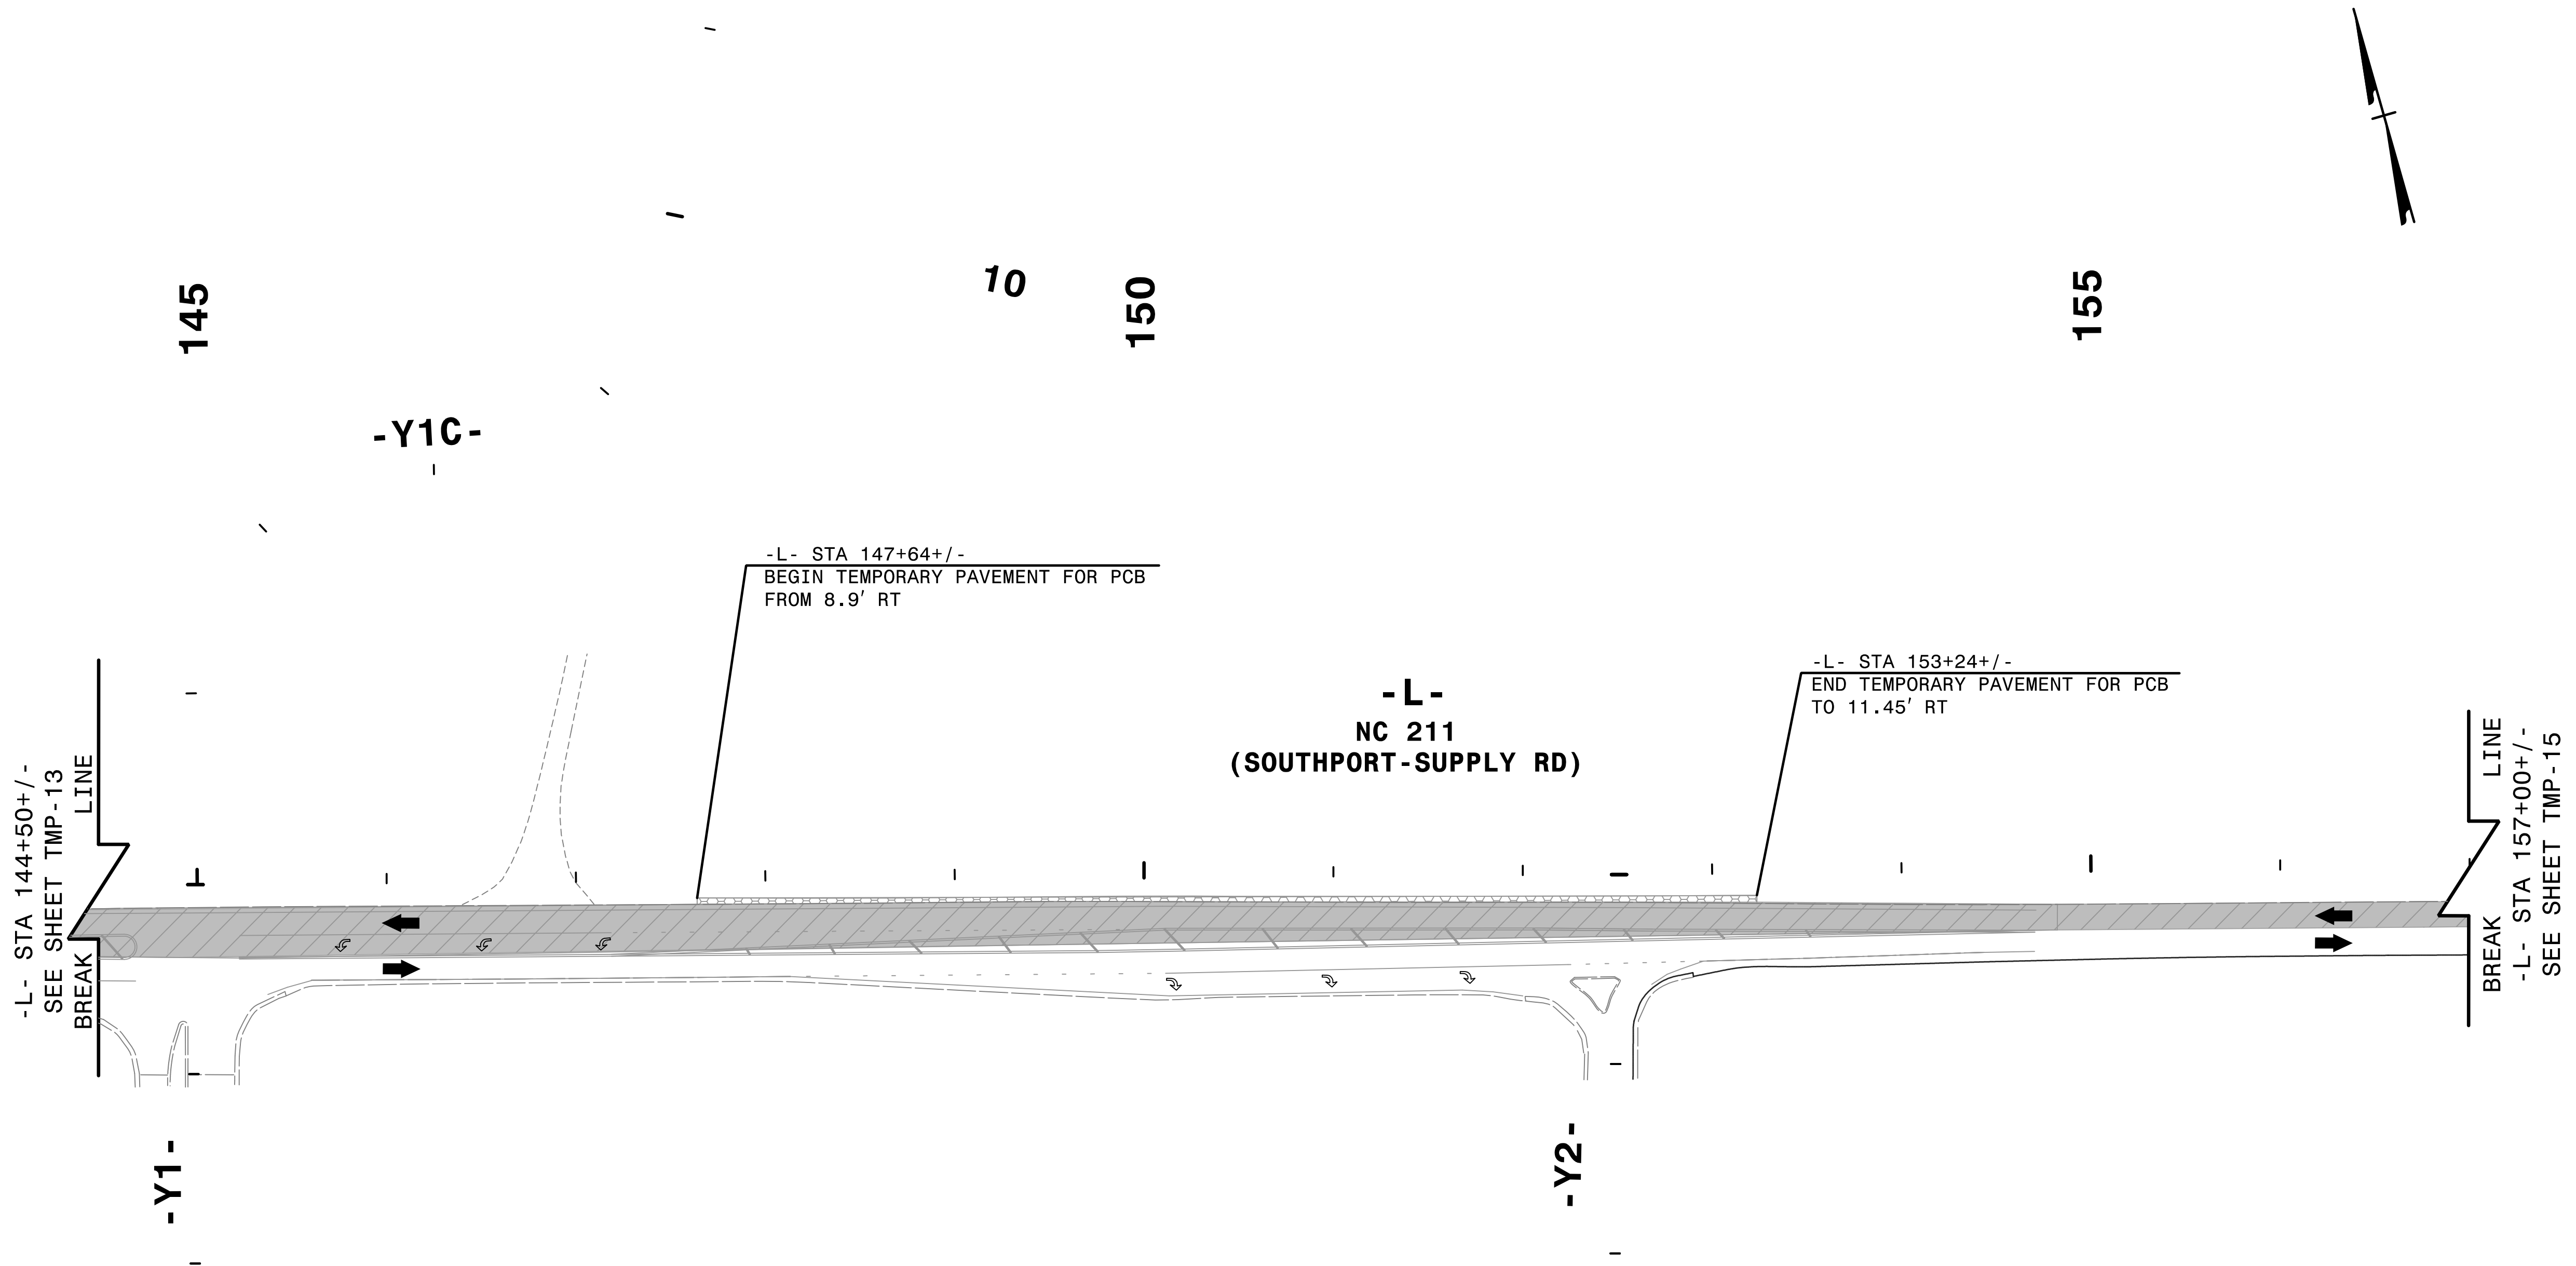 10
145
150
155
-Y1C-
-L- STA 147+64+/-
BEGIN TEMPORARY PAVEMENT FOR PCB
FROM 8.9' RT
-L- STA 153+24+/-
END TEMPORARY PAVEMENT FOR PCB
TO 11.45' RT
-L-
NC 211
(SOUTHPORT-SUPPLY RD)
-L- STA 144+50+/-
SEE SHEET TMP-13
BREAK LINE
BREAK LINE
-L- STA 157+00+/-
SEE SHEET TMP-15
-Y1-
-Y2-